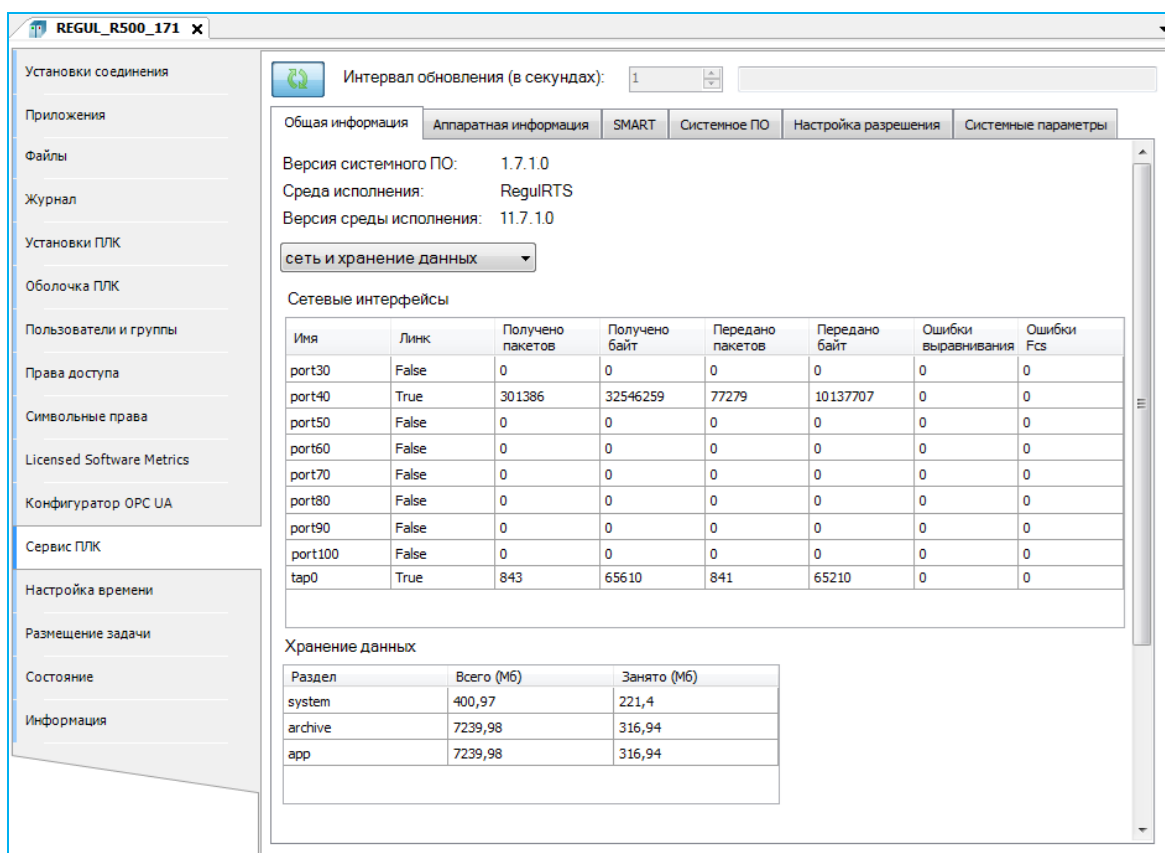 REGUL_R500_171
Установки соединения
Приложения
Файлы
Журнал
Установки ПЛК
Оболочка ПЛК
Пользователи и группы
Права доступа
Символьные права
Licensed Software Metrics
Конфигуратор OPC UA
Сервис ПЛК
Настройка времени
Размещение задачи
Состояние
Информация
Интервал обновления (в секундах): 1
Общая информация Аппаратная информация SMART Системное ПО Настройка разрешения Системные параметры
Версия системного ПО: 1.7.1.0
Среда исполнения: RegulRTS
Версия среды исполнения: 11.7.1.0
сеть и хранение данных
Сетевые интерфейсы
Имя Линк Получено пакетов Получено байт Передано пакетов Передано байт Ошибки выравнивания Ошибки Fcs
port30 False 0 0 0 0 0 0
port40 True 301386 32546259 77279 10137707 0 0
port50 False 0 0 0 0 0 0
port60 False 0 0 0 0 0 0
port70 False 0 0 0 0 0 0
port80 False 0 0 0 0 0 0
port90 False 0 0 0 0 0 0
port100 False 0 0 0 0 0 0
tap0 True 843 65610 841 65210 0 0
Хранение данных
Раздел Всего (Мб) Занято (Мб)
system 400,97 221,4
archive 7239,98 316,94
app 7239,98 316,94